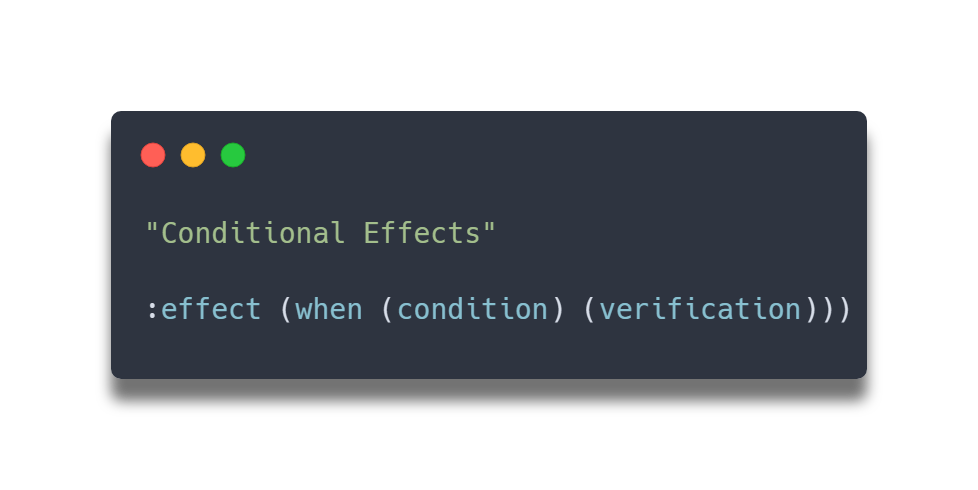 "Conditional Effects"
:effect (when (condition) (verification)))